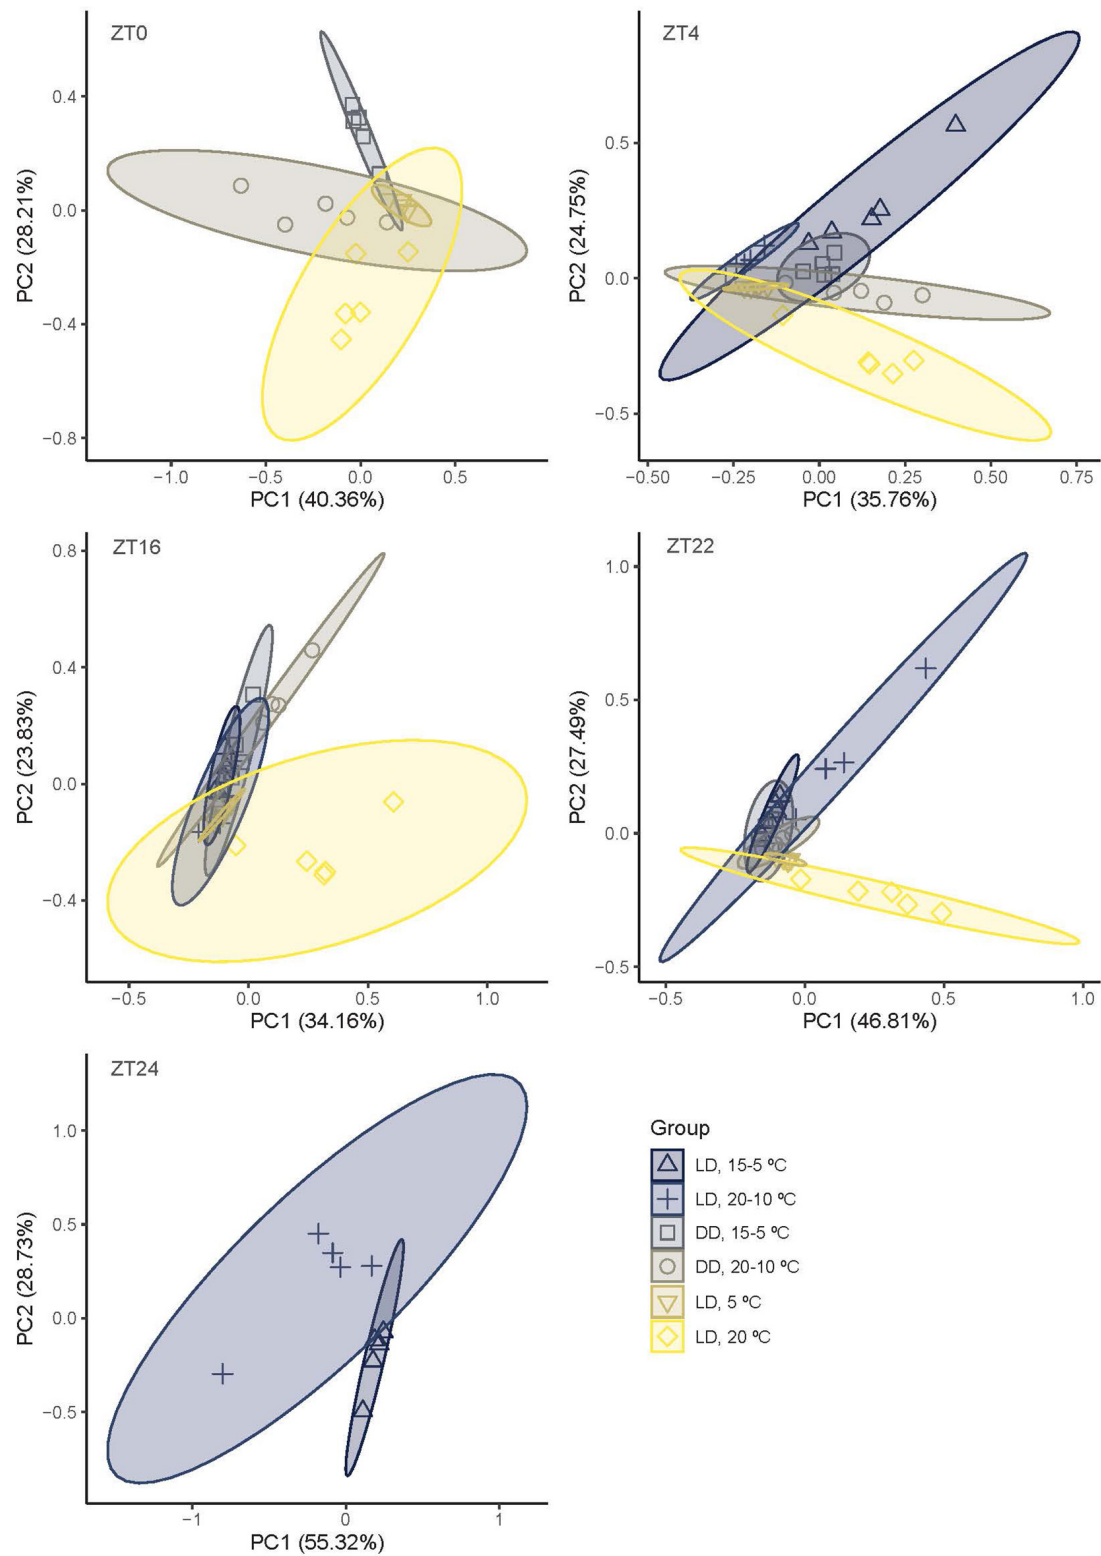 ZT0
0.4
0.0
−0.4
−0.8
PC2 (28.21%)
−1.0
−0.5
0.0
0.5
PC1 (40.36%)
ZT4
0.5
0.0
−0.5
PC2 (24.75%)
−0.50
−0.25
0.00
0.25
0.50
0.75
PC1 (35.76%)
ZT16
0.8
0.4
0.0
−0.4
PC2 (23.83%)
−0.5
0.0
0.5
1.0
PC1 (34.16%)
ZT22
1.0
0.5
0.0
−0.5
PC2 (27.49%)
−0.5
0.0
0.5
1.0
PC1 (46.81%)
ZT24
1.0
0.5
0.0
−0.5
PC2 (28.73%)
−1
0
1
PC1 (55.32%)
Group
LD, 15-5 ºC
LD, 20-10 ºC
DD, 15-5 ºC
DD, 20-10 ºC
LD, 5 ºC
LD, 20 ºC